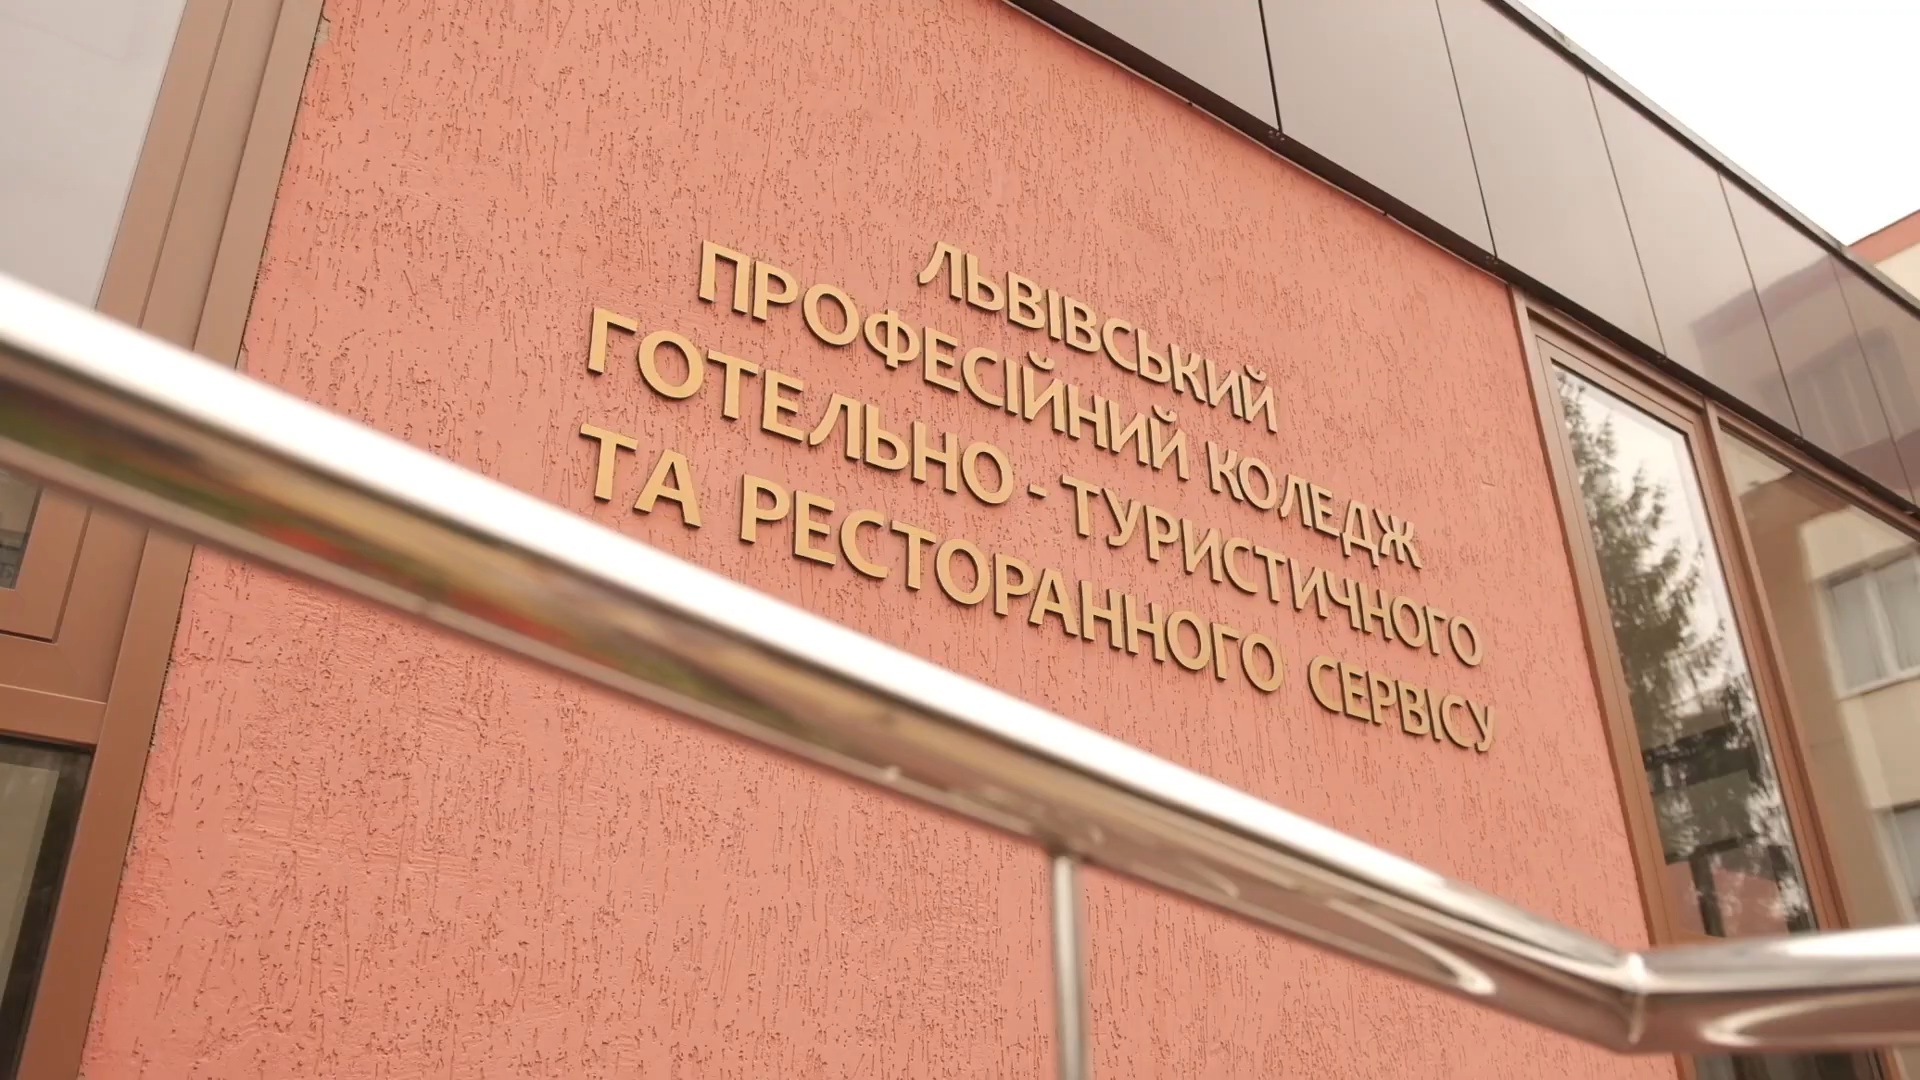 ЛЬВІВСЬКИЙ
ПРОФЕСІЙНИЙ КОЛЕДЖ
ГОТЕЛЬНО - ТУРИСТИЧНОГО
ТА РЕСТОРАННОГО СЕРВІСУ